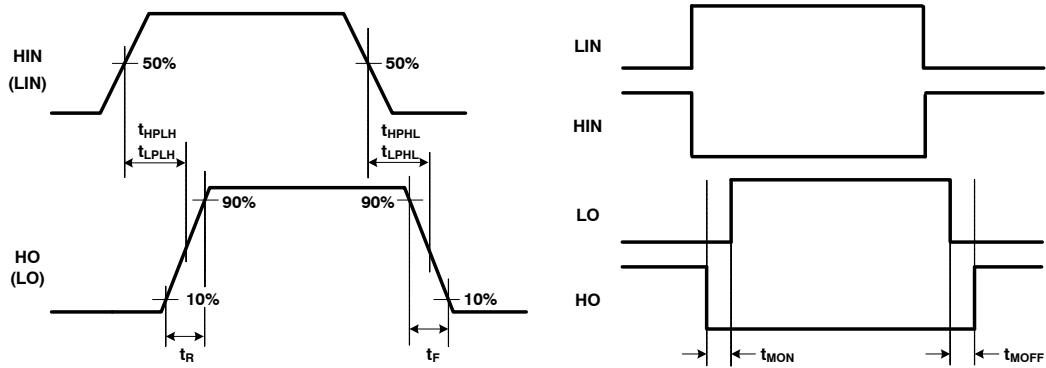 HIN
(LIN)
50%
50%
tHPLH
tLPLH
tHPHL
tLPHL
HO
(LO)
90%
90%
10%
10%
tR
tF
LIN
HIN
LO
HO
tMON
tMOFF